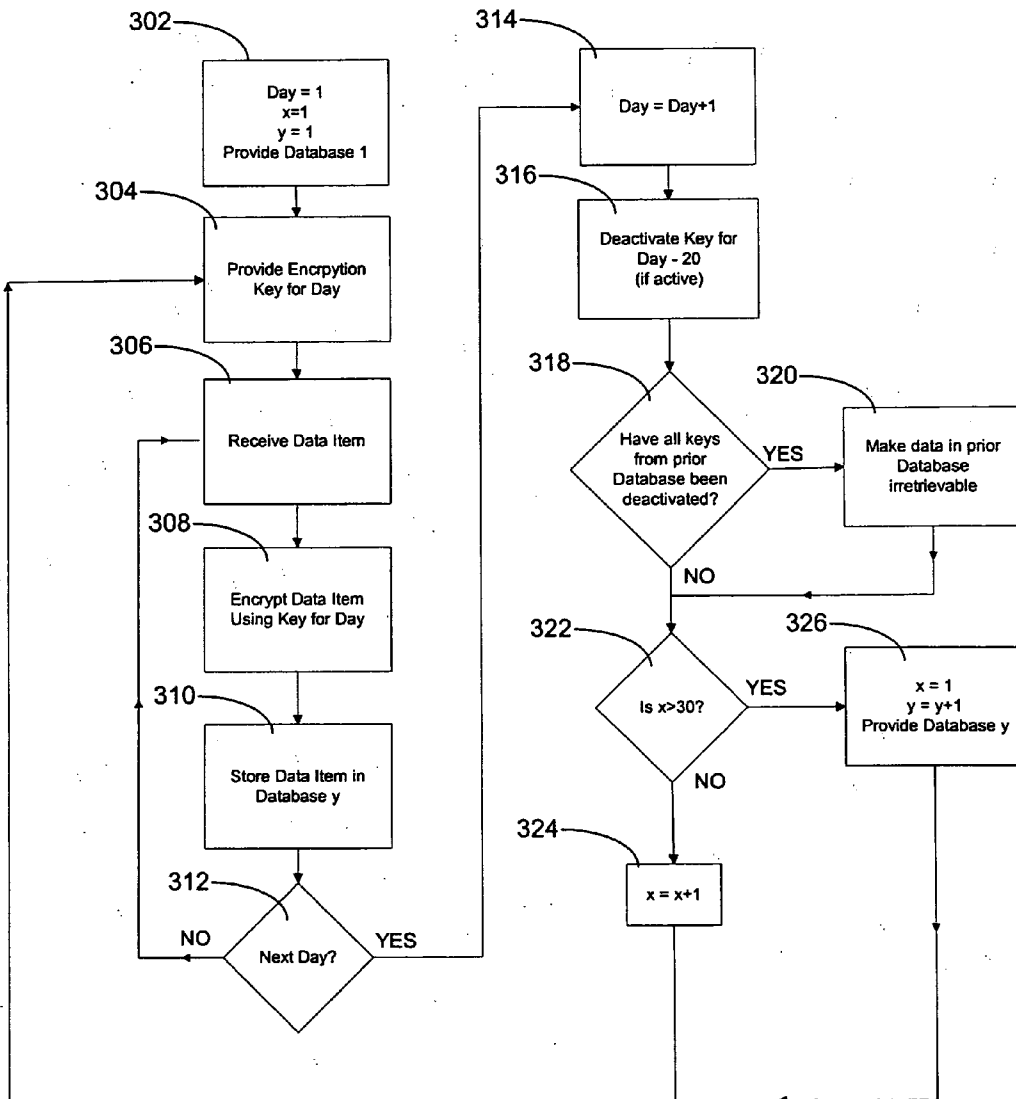 302
Day = 1
x=1
y = 1
Provide Database 1
304
Provide Encrpytion
Key for Day
306
Receive Data Item
308
Encrypt Data Item
Using Key for Day
310
Store Data Item in
Database y
312
Next Day?
NO
YES
314
Day = Day+1
316
Deactivate Key for
Day - 20
(if active)
318
Have all keys
from prior
Database been
deactivated?
YES
NO
320
Make data in prior
Database
irretrievable
322
Is x>30?
YES
NO
324
x = x+1
326
x = 1
y = y+1
Provide Database y